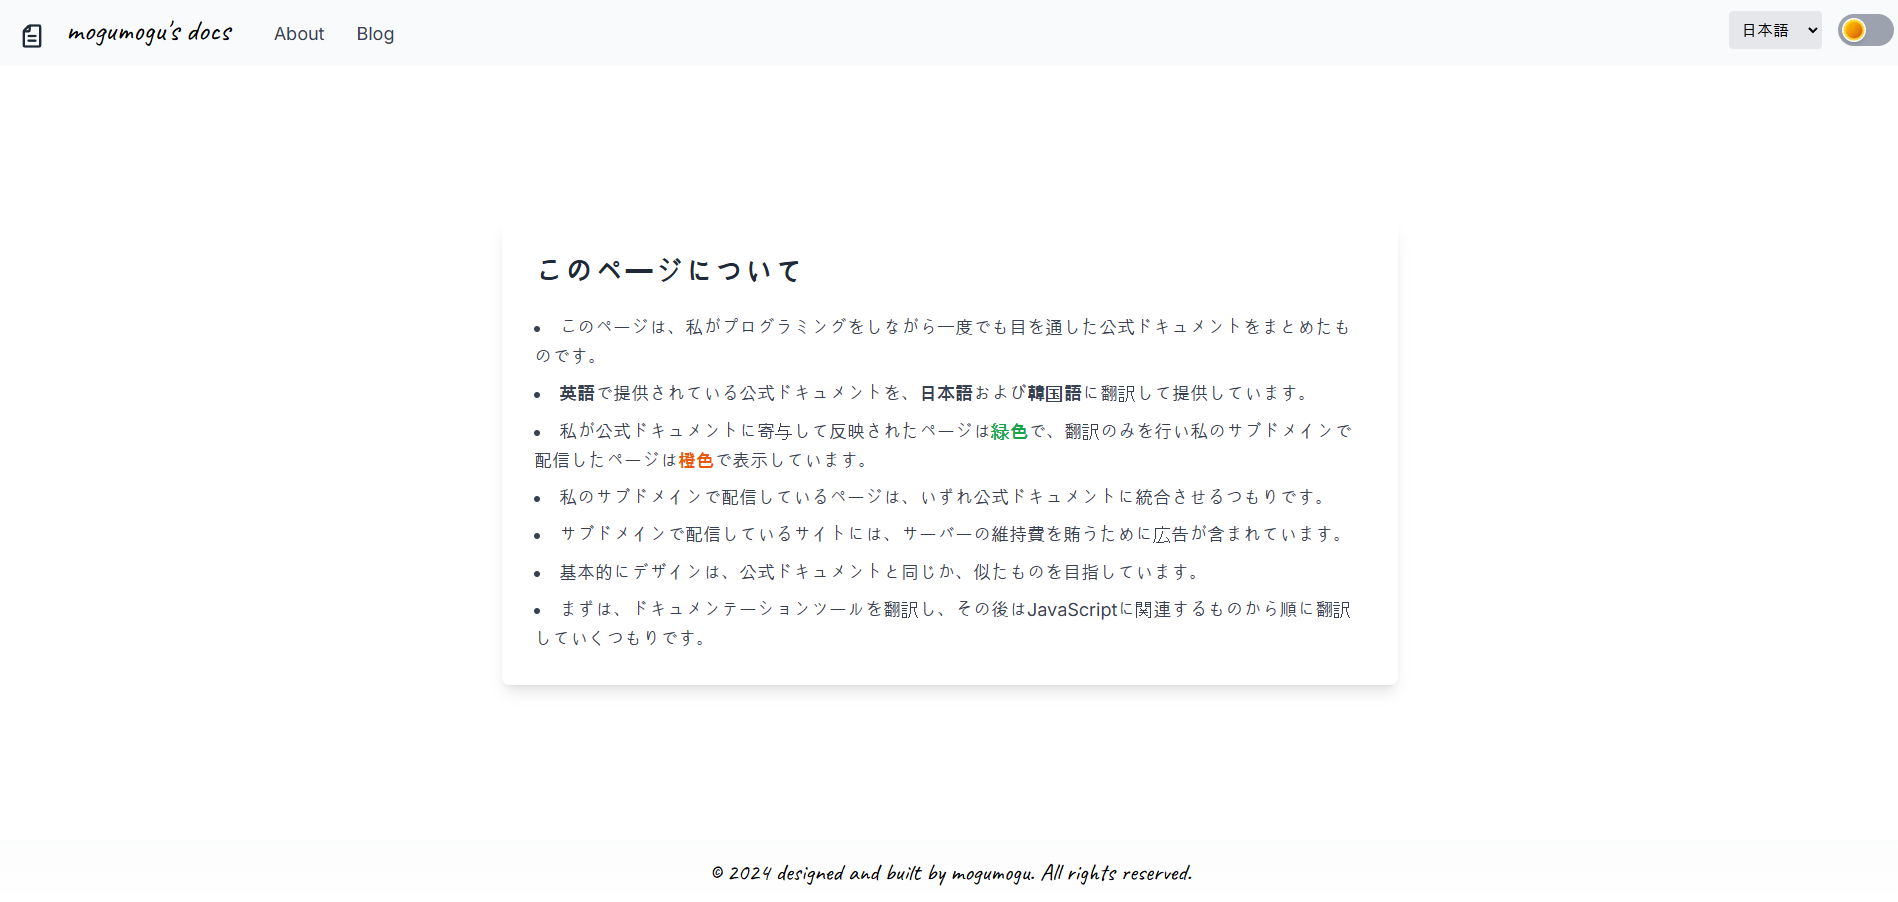 mogumogu's docs About Blog 日本語
このページについて
• このページは、私がプログラミングをしながら一度でも目を通した公式ドキュメントをまとめたも
のです。
• 英語で提供されている公式ドキュメントを、日本語および韓国語に翻訳して提供しています。
• 私が公式ドキュメントに寄与して反映されたページは緑色で、翻訳のみを行い私のサブドメインで
配信したページは橙色で表示しています。
• 私のサブドメインで配信しているページは、いずれ公式ドキュメントに統合させるつもりです。
• サブドメインで配信しているサイトには、サーバーの維持費を賄うために広告が含まれています。
• 基本的にデザインは、公式ドキュメントと同じか、似たものを目指しています。
• まずは、ドキュメンテーションツールを翻訳し、その後はJavaScriptに関連するものから順に翻訳
していくつもりです。
© 2024 designed and built by mogumogu. All rights reserved.